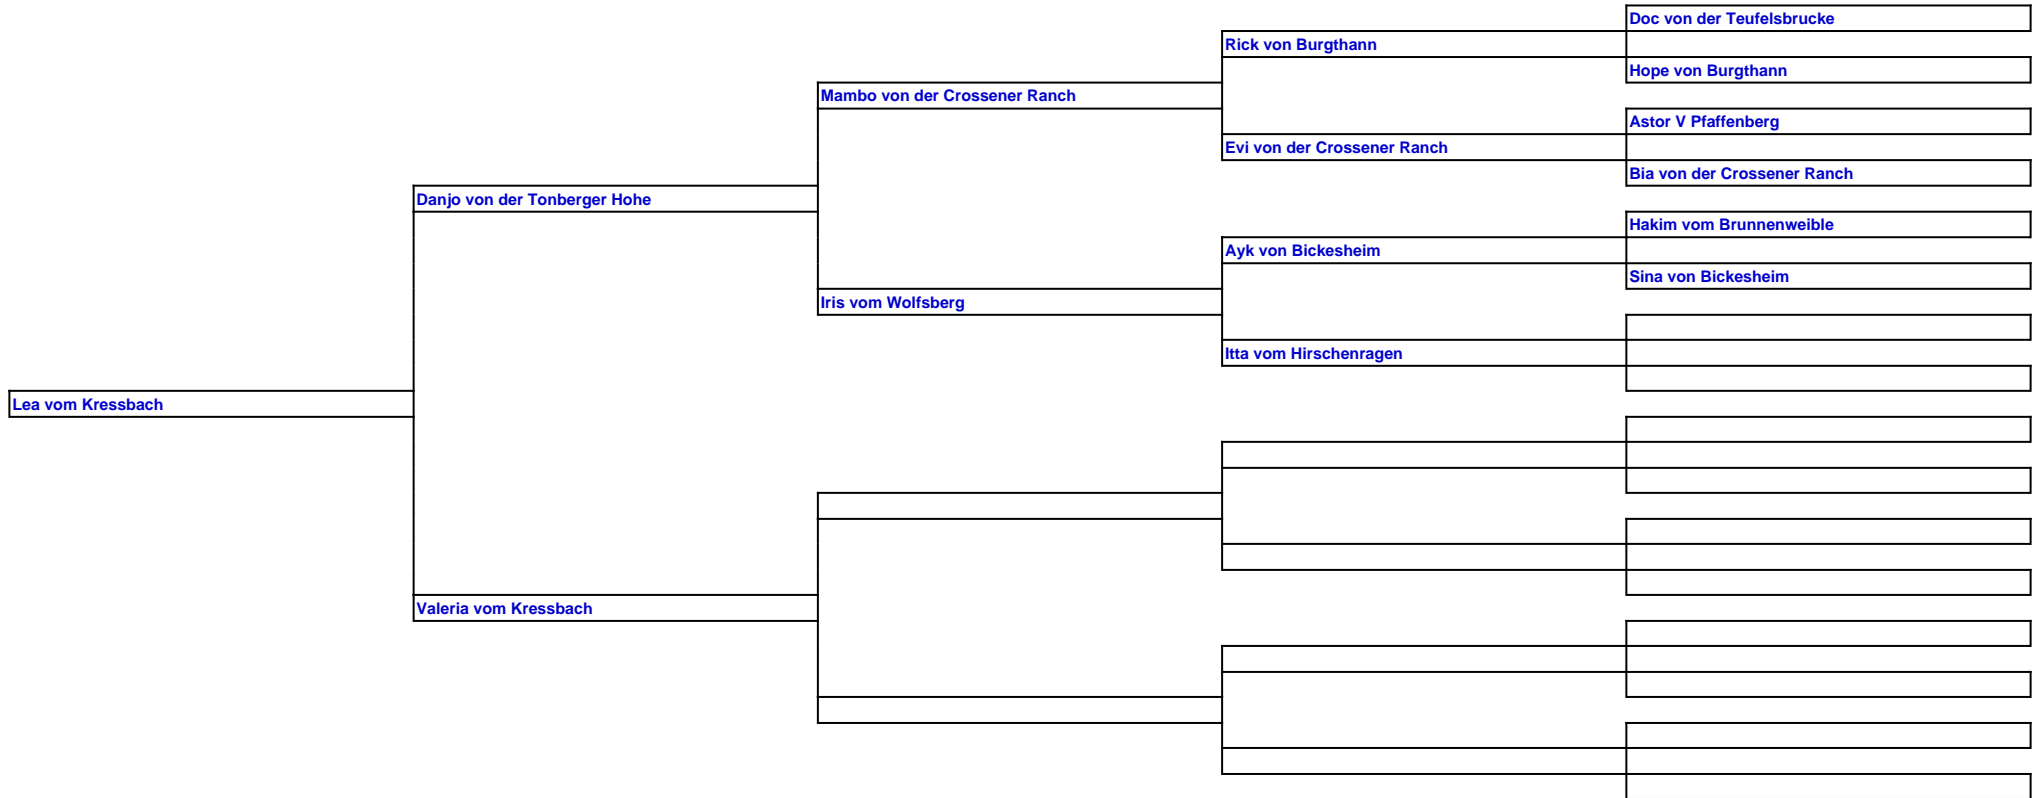 Doc von der Teufelsbrucke
Rick von Burgthann
Hope von Burgthann
Mambo von der Crossener Ranch
Astor V Pfaffenberg
Evi von der Crossener Ranch
Bia von der Crossener Ranch
Danjo von der Tonberger Hohe
Hakim vom Brunnenweible
Ayk von Bickesheim
Sina von Bickesheim
Iris vom Wolfsberg
Itta vom Hirschenragen
Lea vom Kressbach
Valeria vom Kressbach